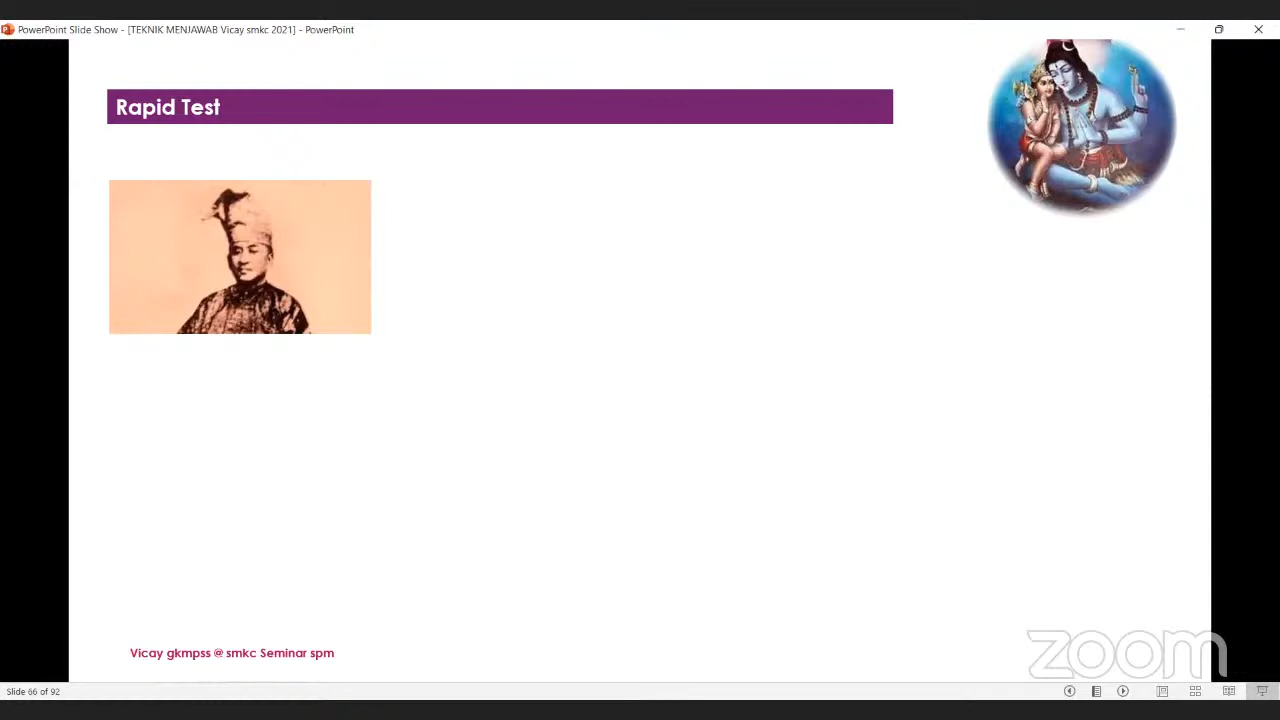 PowerPoint Slide Show - [TEKNIK MENJAWAB Vicay smkc 2021] - PowerPoint
Rapid Test
Vicay gkmpss @ smkc Seminar spm
zoom
Slide 66 of 92